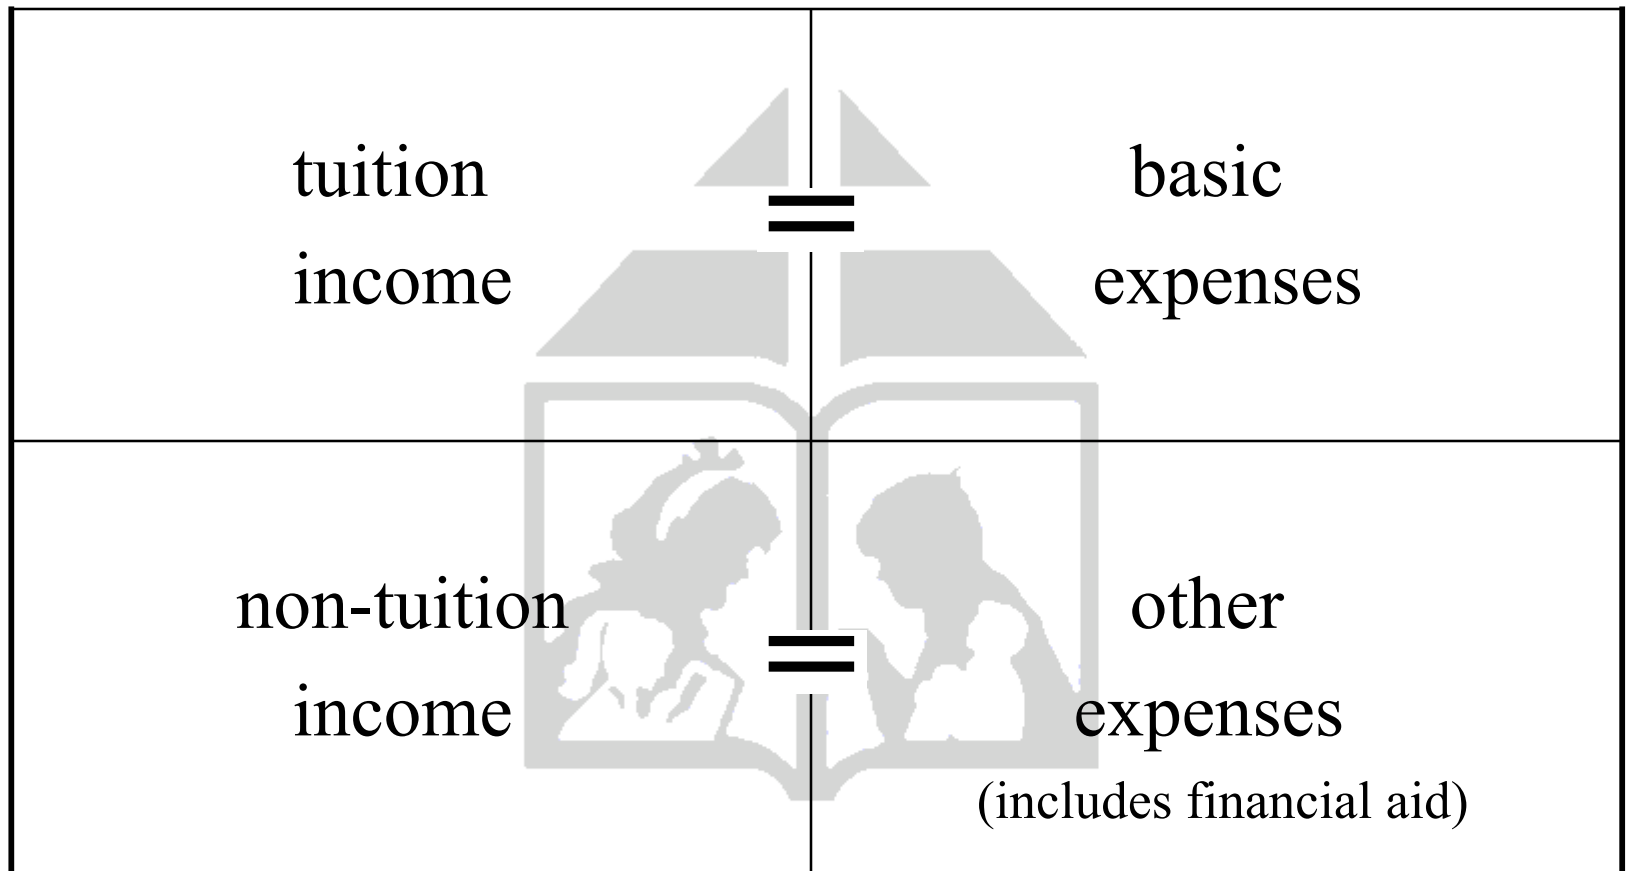 tuition
income
=
basic
expenses
non-tuition
income
=
other
expenses
(includes financial aid)